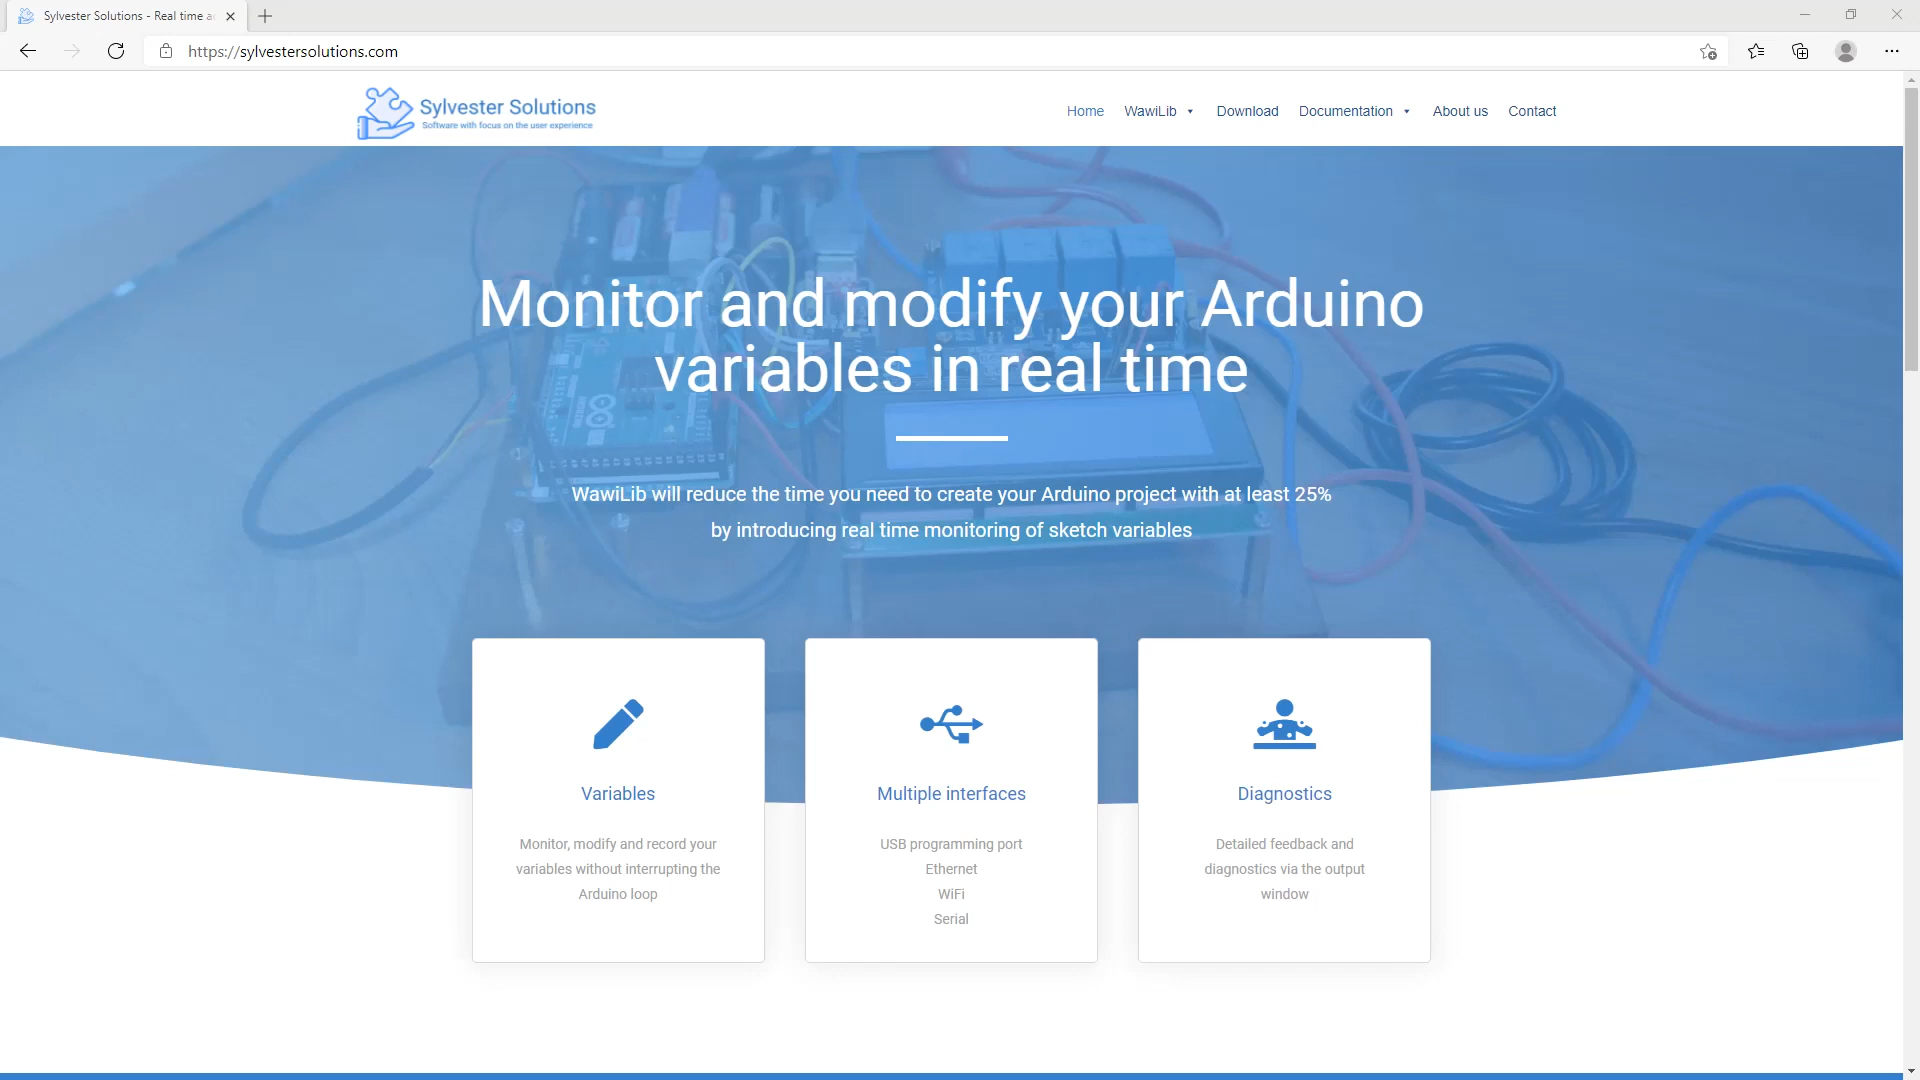 Sylvester Solutions - Real time a
https://sylvestersolutions.com
Sylvester Solutions
Software with focus on the user experience
Home
WawiLib
Download
Documentation
About us
Contact
Monitor and modify your Arduino
variables in real time
WawiLib will reduce the time you need to create your Arduino project with at least 25%
by introducing real time monitoring of sketch variables
Variables
Monitor, modify and record your
variables without interrupting the
Arduino loop
Multiple interfaces
USB programming port
Ethernet
WiFi
Serial
Diagnostics
Detailed feedback and
diagnostics via the output
window